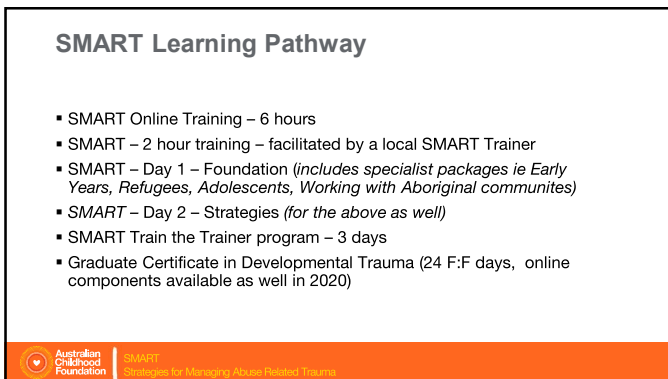 SMART Learning Pathway
▪ SMART Online Training – 6 hours
▪ SMART – 2 hour training – facilitated by a local SMART Trainer
▪ SMART – Day 1 – Foundation (includes specialist packages ie Early
Years, Refugees, Adolescents, Working with Aboriginal communites)
▪ SMART – Day 2 – Strategies (for the above as well)
▪ SMART Train the Trainer program – 3 days
▪ Graduate Certificate in Developmental Trauma (24 F:F days, online
components available as well in 2020)
Australian
Childhood
Foundation
SMART
Strategies for Managing Abuse Related Trauma